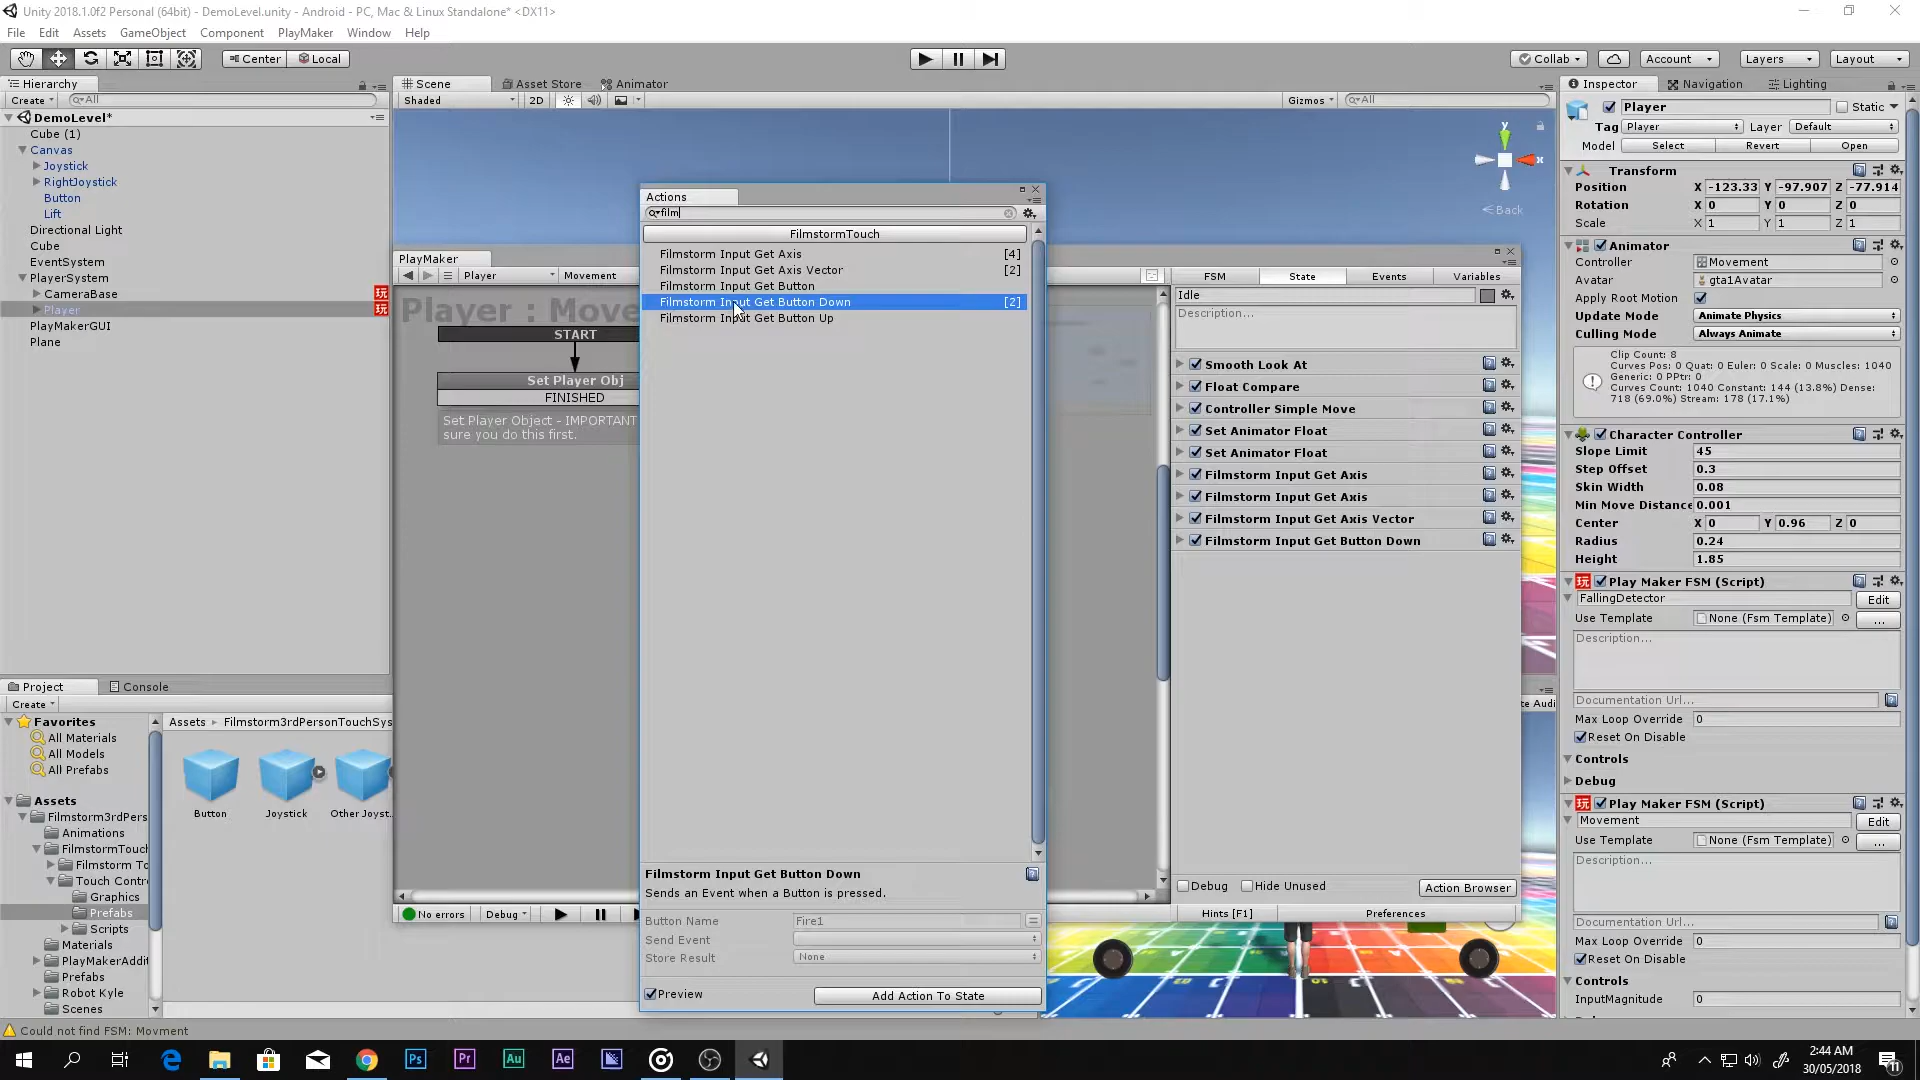 Unity 2018.1.0f2 Personal (64bit) - DemoLevel.unity - Android - PC, Mac & Linux Standalone* <DX11>
File Edit Assets GameObject Component PlayMaker Window Help
Center Local
Collab Account Layers Layout
Hierarchy
Create All
DemoLevel*
Cube (1)
Canvas
Joystick
RightJoystick
Button
Lift
Directional Light
Cube
EventSystem
PlayerSystem
CameraBase
Player
PlayMakerGUI
Plane
Scene Asset Store Animator
Shaded 2D Gizmos All
y
x
Back
PlayMaker
Player Movement
Player : Move
START
Set Player Obj
FINISHED
Set Player Object - IMPORTANT
sure you do this first.
No errors Debug
Actions
film
FilmstormTouch
Filmstorm Input Get Axis [4]
Filmstorm Input Get Axis Vector [2]
Filmstorm Input Get Button
Filmstorm Input Get Button Down [2]
Filmstorm Input Get Button Up
Filmstorm Input Get Button Down
Sends an Event when a Button is pressed.
Button Name Fire1
Send Event
Store Result None
Preview Add Action To State
FSM State Events Variables
Idle
Description...
Smooth Look At
Float Compare
Controller Simple Move
Set Animator Float
Set Animator Float
Filmstorm Input Get Axis
Filmstorm Input Get Axis
Filmstorm Input Get Axis Vector
Filmstorm Input Get Button Down
Debug Hide Unused Action Browser
Hints [F1] Preferences
te Audi
Inspector Navigation Lighting
Player Static
Tag Player Layer Default
Model Select Revert Open
Transform
Position X -123.33 Y -97.907 Z -77.914
Rotation X 0 Y 0 Z 0
Scale X 1 Y 1 Z 1
Animator
Controller Movement
Avatar gta1Avatar
Apply Root Motion
Update Mode Animate Physics
Culling Mode Always Animate
Clip Count: 8
Curves Pos: 0 Quat: 0 Euler: 0 Scale: 0 Muscles: 1040
Generic: 0 PPtr: 0
Curves Count: 1040 Constant: 144 (13.8%) Dense:
718 (69.0%) Stream: 178 (17.1%)
Character Controller
Slope Limit 45
Step Offset 0.3
Skin Width 0.08
Min Move Distance 0.001
Center X 0 Y 0.96 Z 0
Radius 0.24
Height 1.85
Play Maker FSM (Script)
FallingDetector Edit
Use Template None (Fsm Template) ...
Description...
Documentation Url...
Max Loop Override 0
Reset On Disable
Controls
Debug
Play Maker FSM (Script)
Movement Edit
Use Template None (Fsm Template) ...
Description...
Documentation Url...
Max Loop Override 0
Reset On Disable
Controls
InputMagnitude 0
Project Console
Create
Favorites
All Materials
All Models
All Prefabs
Assets
Filmstorm3rdPers
Animations
FilmstormTouc
Filmstorm To
Touch Contr
Graphics
Prefabs
Scripts
Materials
PlayMakerAddit
Prefabs
Robot Kyle
Scenes
Assets Filmstorm3rdPersonTouchSys
Button Joystick Other Joyst..
Could not find FSM: Movment
Ps Pr Au Ae
2:44 AM
30/05/2018
11